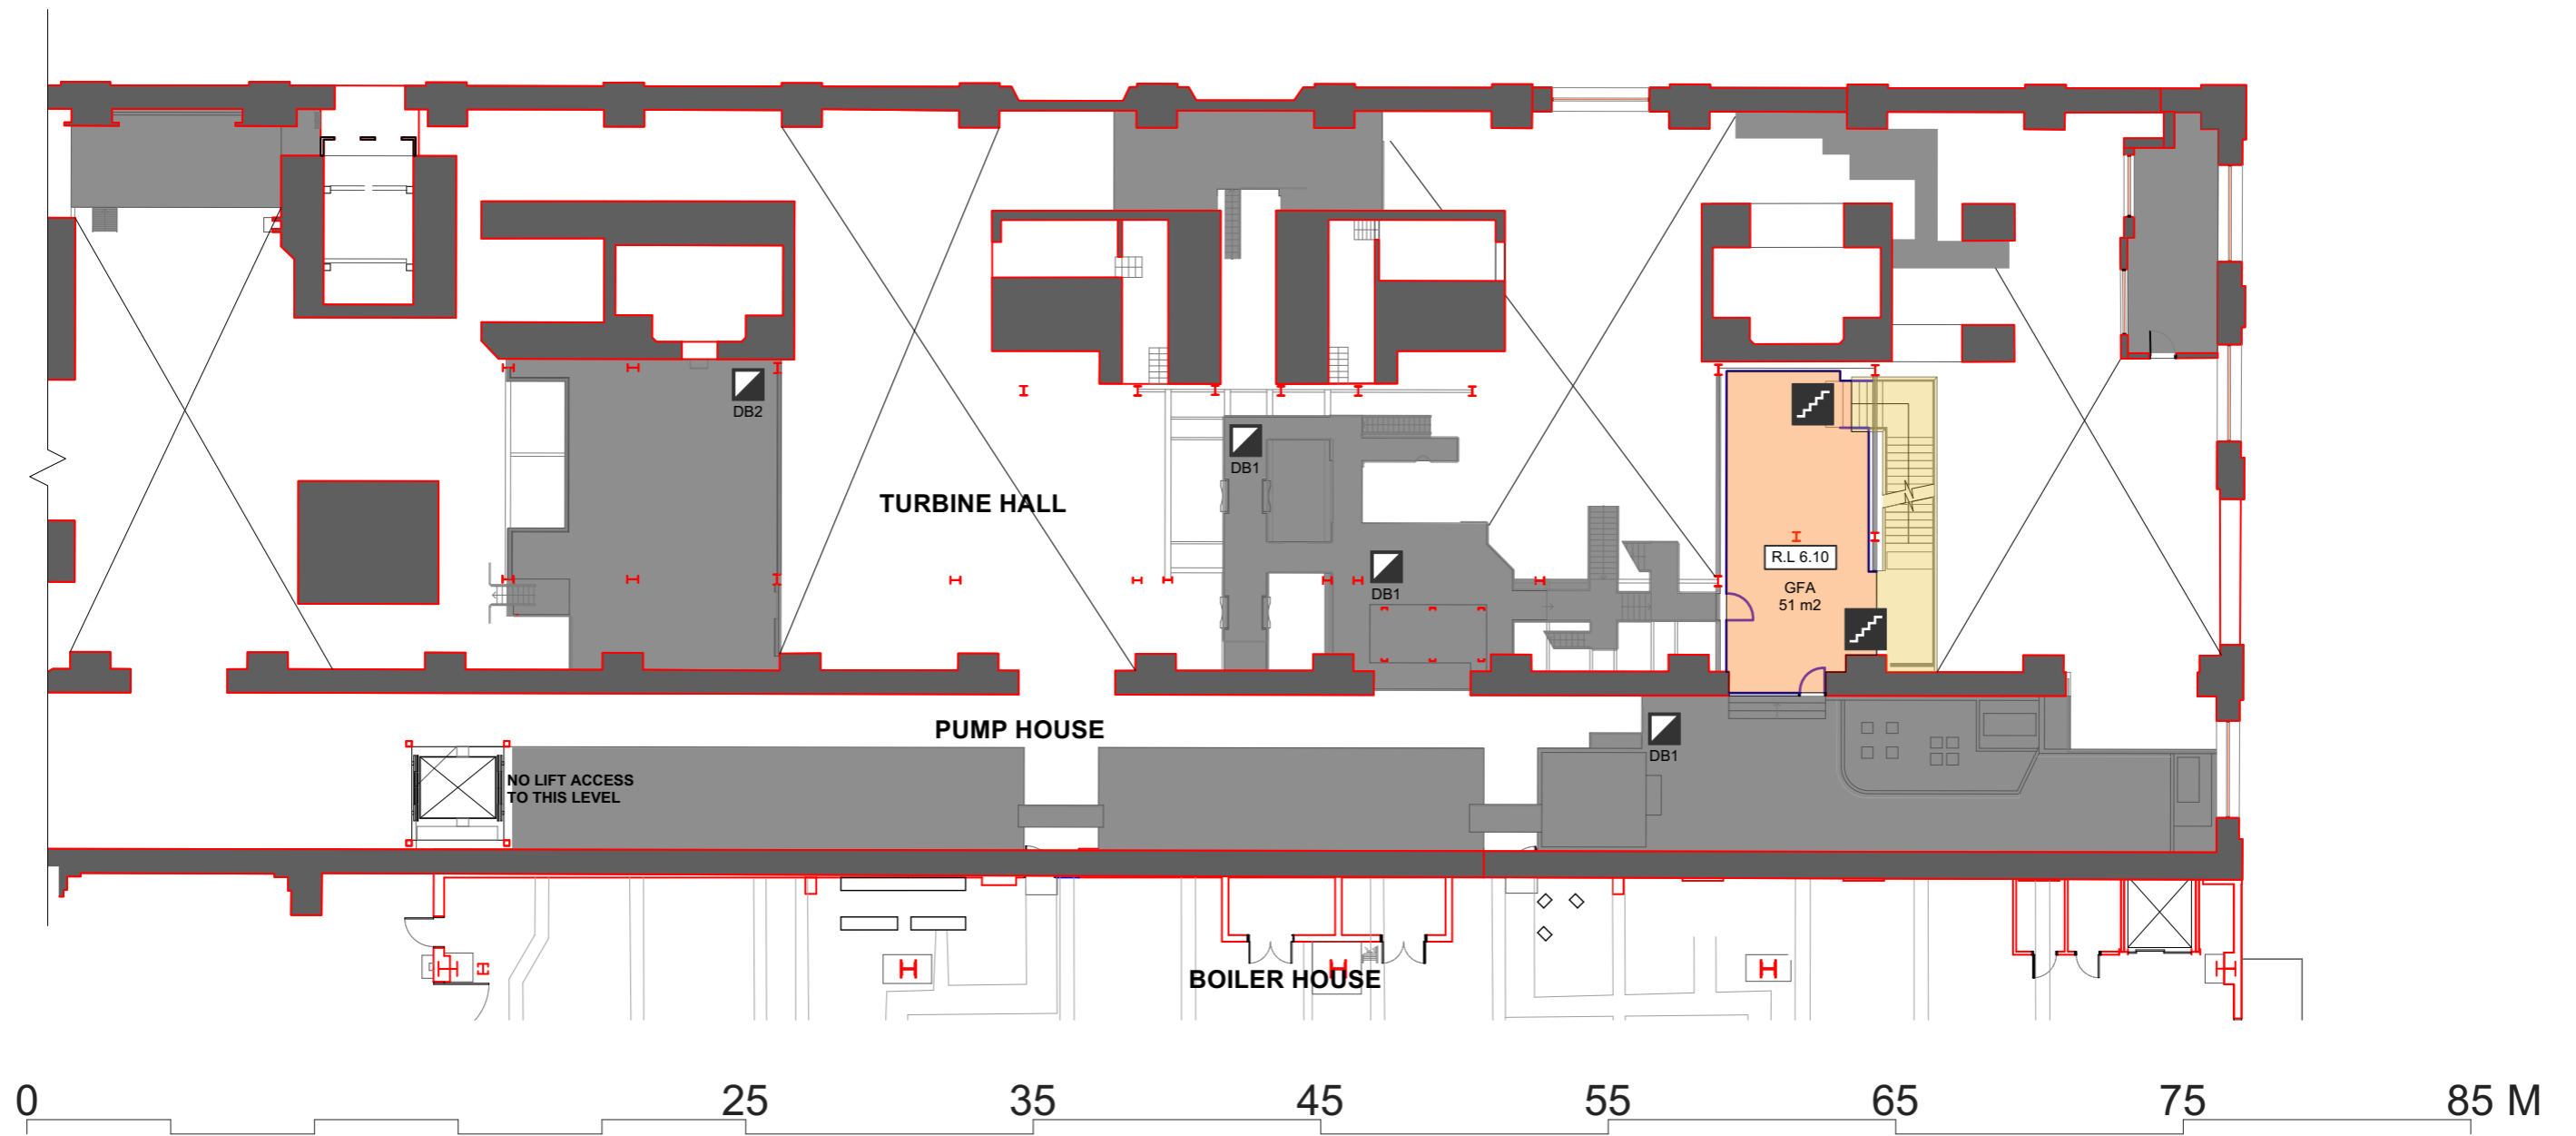 DB2
DB1
TURBINE HALL
DB1
R.L 6.10
GFA
51 m2
PUMP HOUSE
DB1
NO LIFT ACCESS
TO THIS LEVEL
BOILER HOUSE
0 25 35 45 55 65 75 85 M